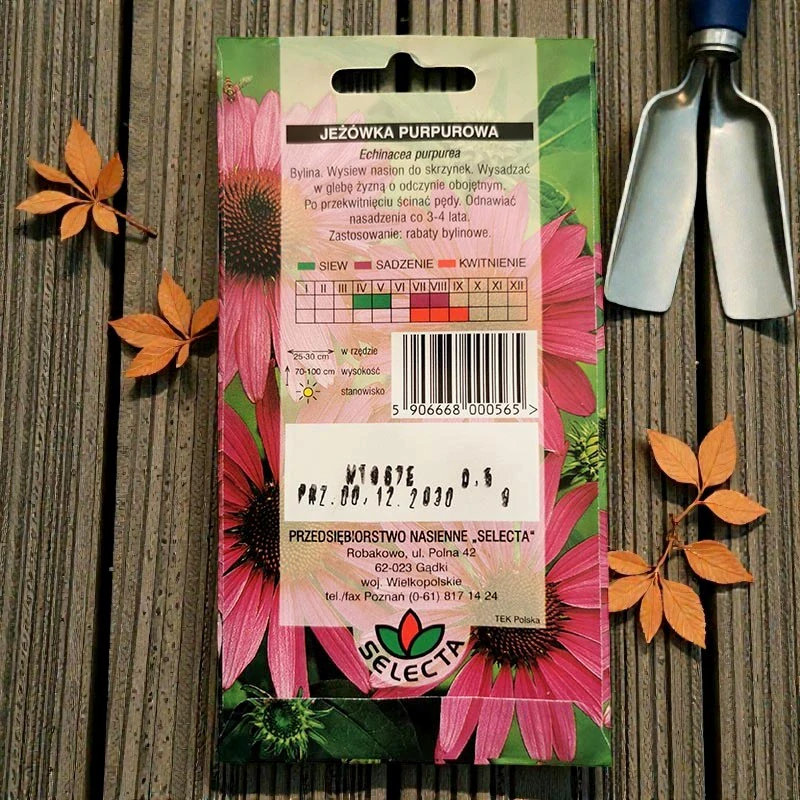 JEŻÓWKA PURPUROWA
Echinacea purpurea
Bylina. Wysiew nasion do skrzynek. Wysadzać
w glebę żyzną o odczynie obojętnym.
Po przekwitnięciu ścinać pędy. Odnawiać
nasadzenia co 3-4 lata.
Zastosowanie: rabaty bylinowe.
SIEW SADZENIE KWITNIENIE
I II III IV V VI VII VIII IX X XI XII
25-30 cm w rzędzie
70-100 cm wysokość
stanowisko
5 906668 000565 >
0,5
PRZ.00,12.2030 g
PRZEDSIĘBIORSTWO NASIENNE „SELECTA"
Robakowo, ul. Polna 42
62-023 Gądki
woj. Wielkopolskie
tel./fax Poznań (0-61) 817 14 24
TEK Polska
SELECTA